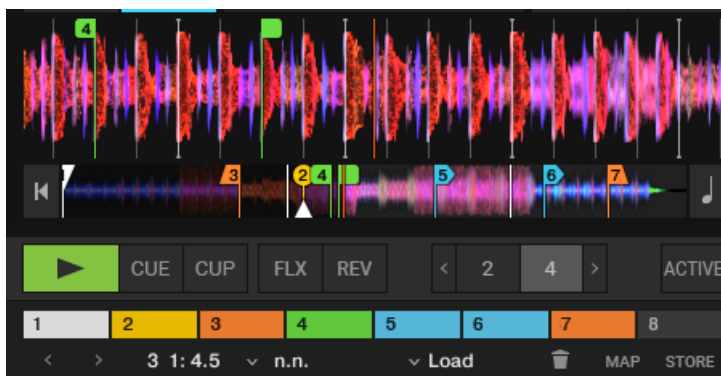 4
3 2 4 5 6 7
CUE CUP FLX REV < 2 4 > ACTIVE
1 2 3 4 5 6 7 8
< > 3 1:4.5 n.n. Load MAP STORE